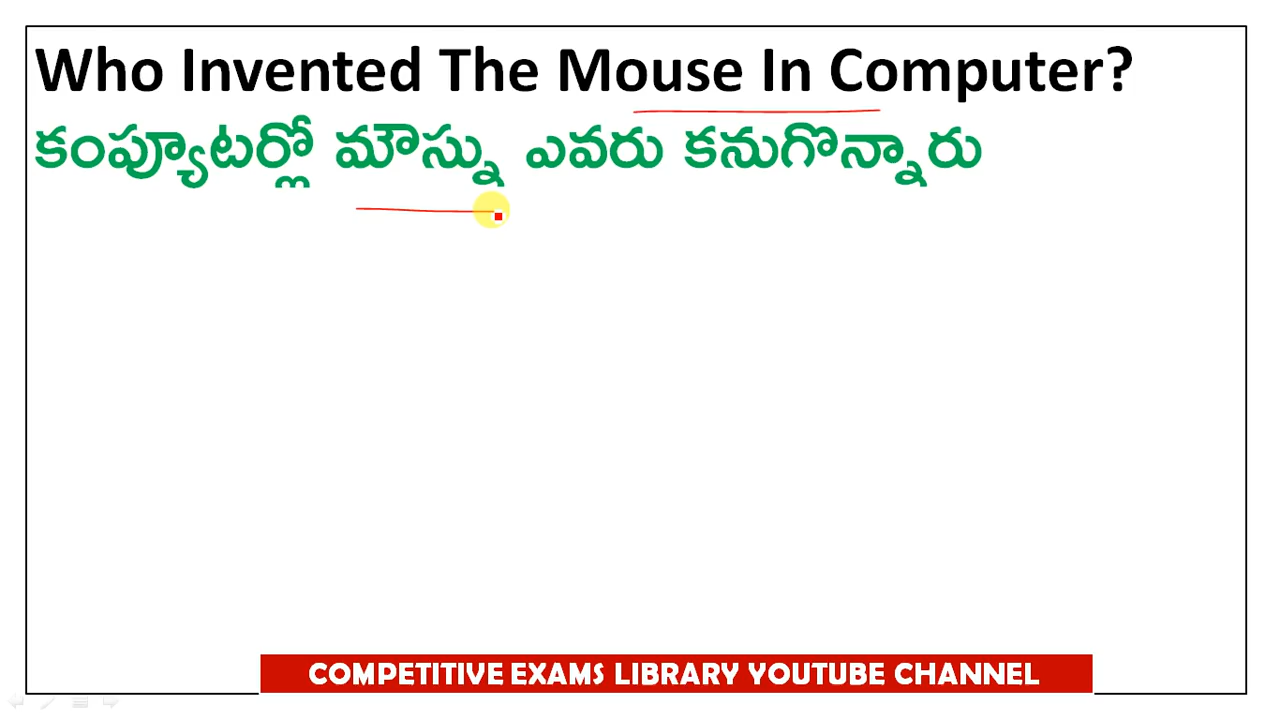 Who Invented The Mouse In Computer?
కంప్యూటర్లో మౌస్ను ఎవరు కనుగొన్నారు
COMPETITIVE EXAMS LIBRARY YOUTUBE CHANNEL